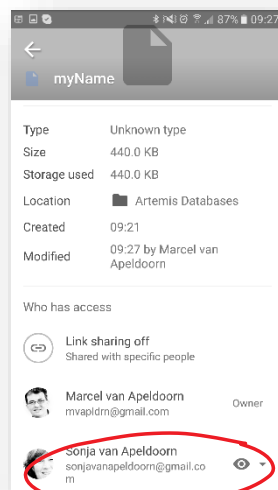 87% 09:27
myName
Type Unknown type
Size 440.0 KB
Storage used 440.0 KB
Location Artemis Databases
Created 09:21
Modified 09:27 by Marcel van
Apeldoorn
Who has access
Link sharing off
Shared with specific people
Marcel van Apeldoorn
mvapldrn@gmail.com
Owner
Sonja van Apeldoorn
sonjavanapeldoorn@gmail.co
m